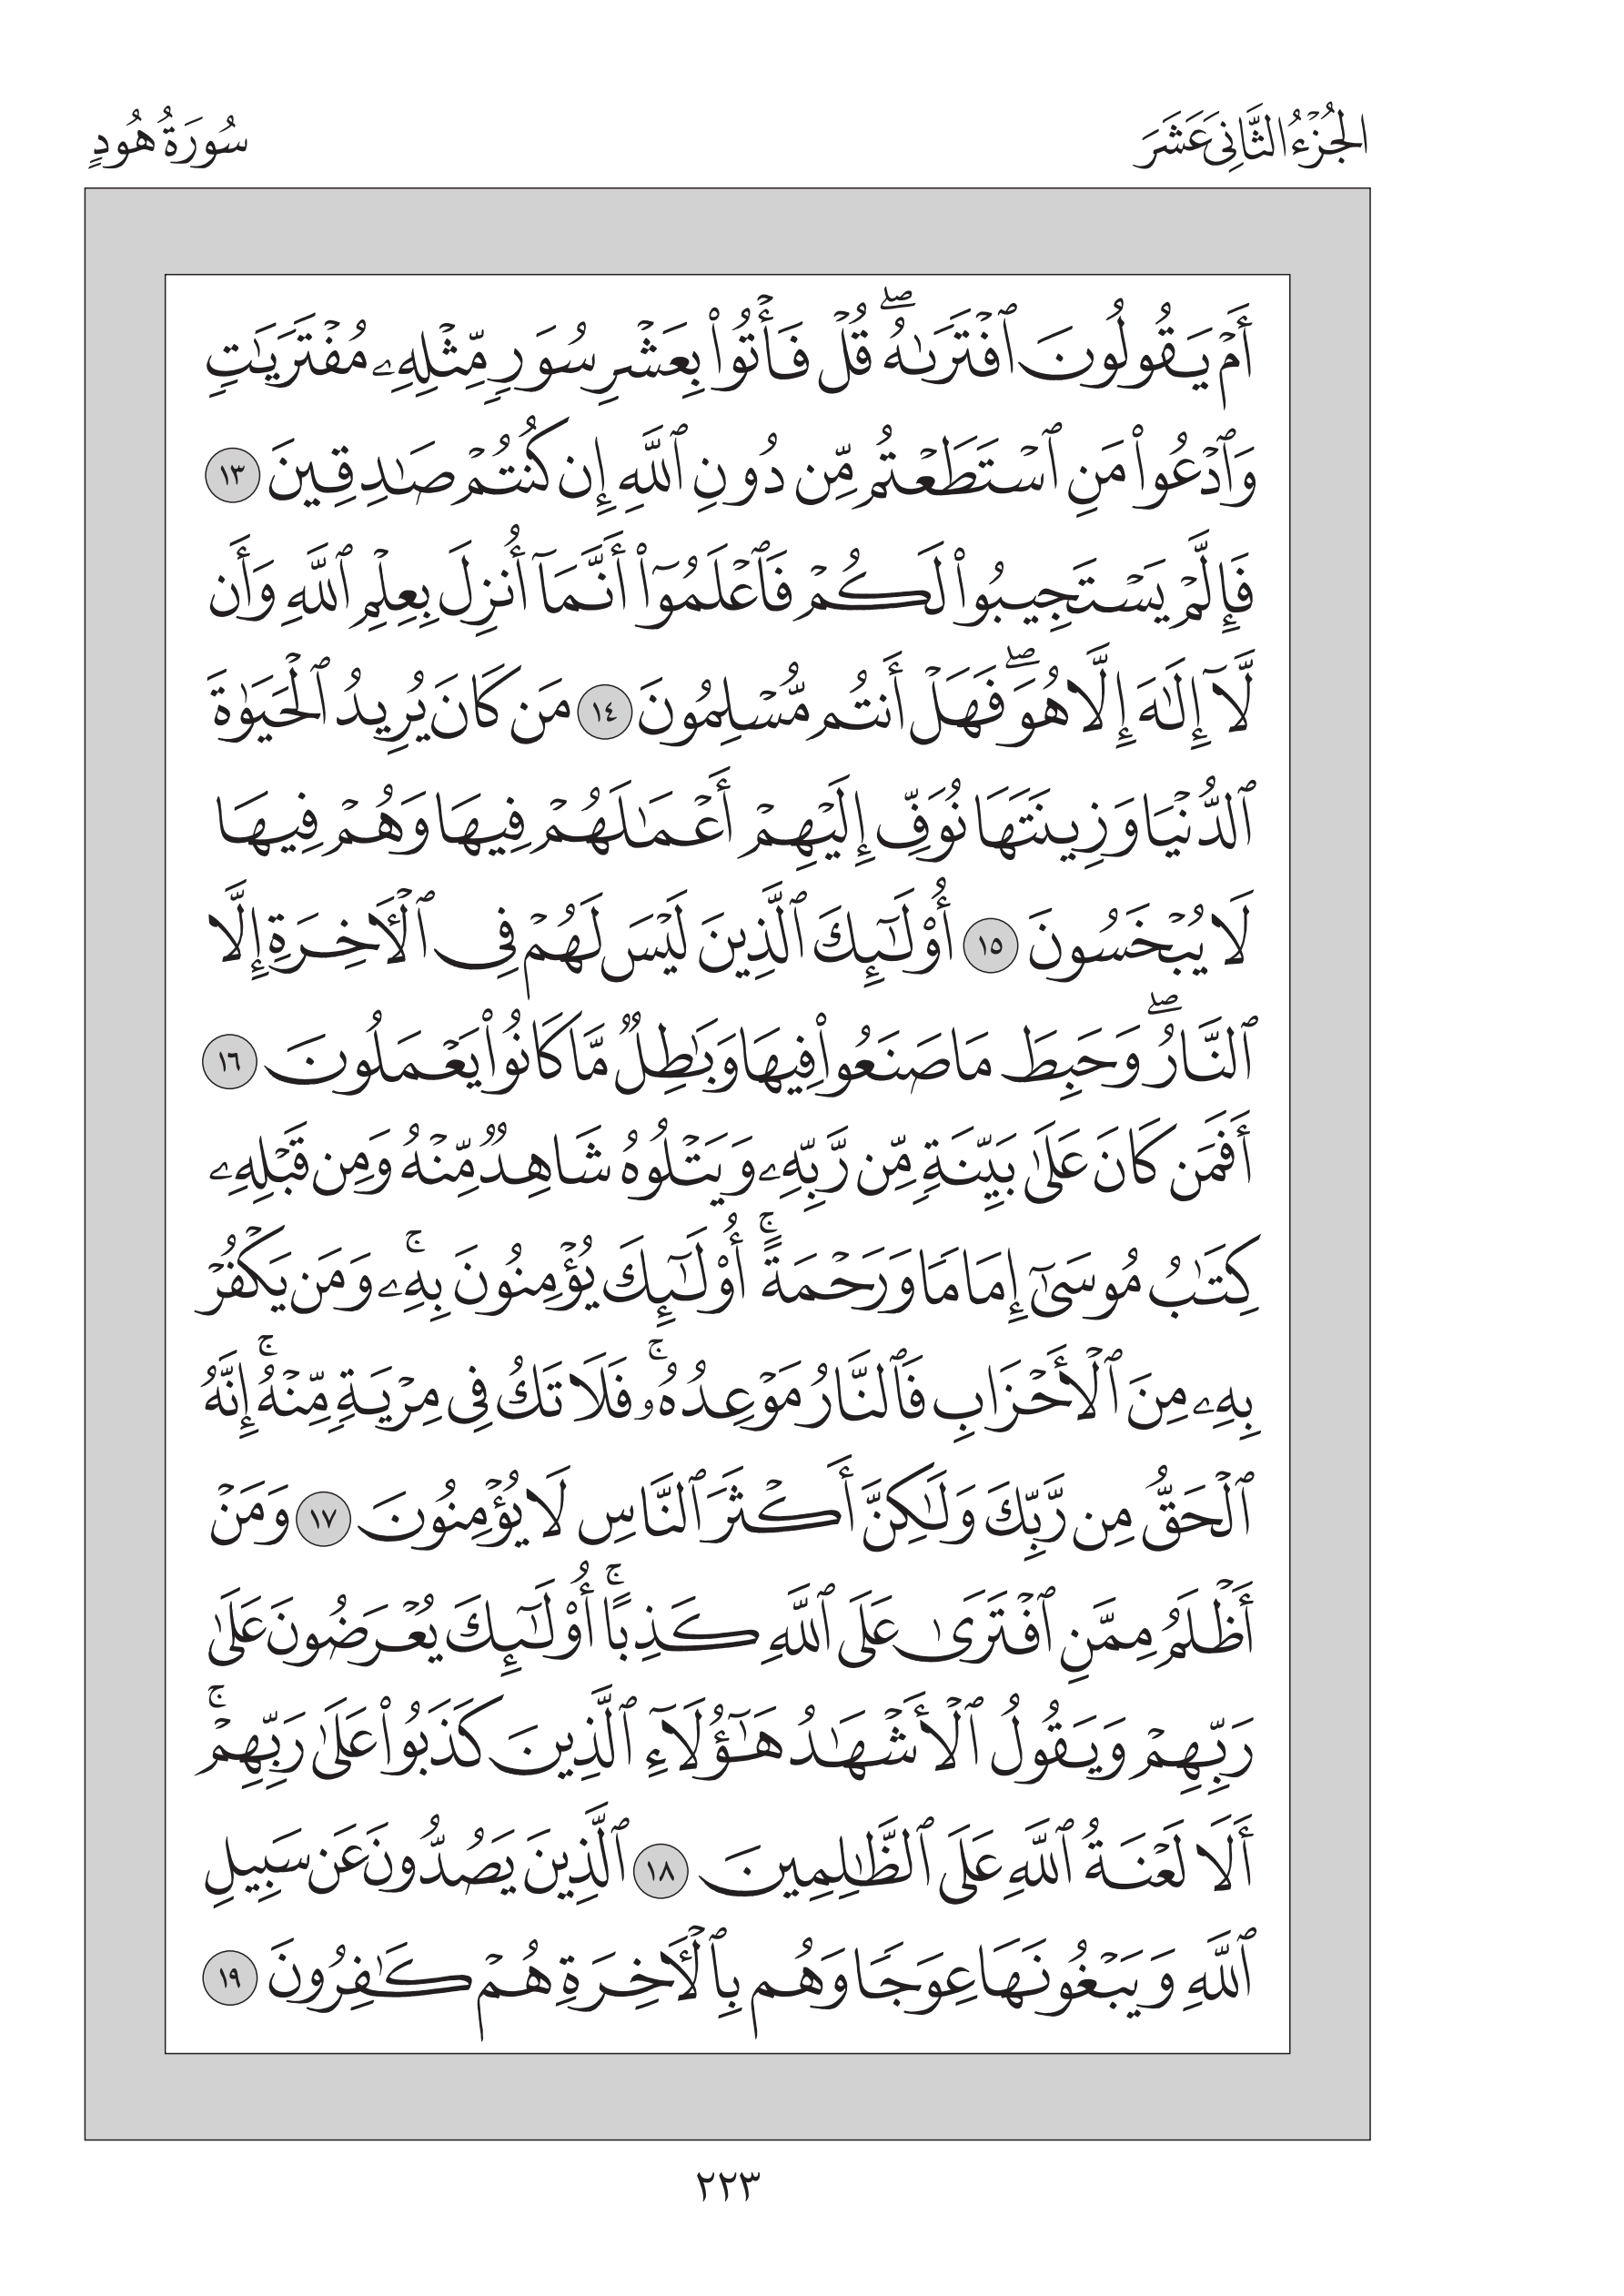 الجُزْءُ الثَّانِي عَشَرَ
سُورَةُ هُودٍ
أَمۡ يَقُولُونَ ٱفۡتَرَىٰهُۖ قُلۡ فَأۡتُواْ بِعَشۡرِ سُوَرٖ مِّثۡلِهِۦ مُفۡتَرَيَٰتٖ
وَٱدۡعُواْ مَنِ ٱسۡتَطَعۡتُم مِّن دُونِ ٱللَّهِ إِن كُنتُمۡ صَٰدِقِينَ ١٣
فَإِلَّمۡ يَسۡتَجِيبُواْ لَكُمۡ فَٱعۡلَمُوٓاْ أَنَّمَآ أُنزِلَ بِعِلۡمِ ٱللَّهِ وَأَن
لَّآ إِلَٰهَ إِلَّا هُوَۖ فَهَلۡ أَنتُم مُّسۡلِمُونَ ١٤ مَن كَانَ يُرِيدُ ٱلۡحَيَوٰةَ
ٱلدُّنۡيَا وَزِينَتَهَا نُوَفِّ إِلَيۡهِمۡ أَعۡمَٰلَهُمۡ فِيهَا وَهُمۡ فِيهَا
لَا يُبۡخَسُونَ ١٥ أُوْلَٰٓئِكَ ٱلَّذِينَ لَيۡسَ لَهُمۡ فِي ٱلۡأٓخِرَةِ إِلَّا
ٱلنَّارُۖ وَحَبِطَ مَا صَنَعُواْ فِيهَا وَبَٰطِلٞ مَّا كَانُواْ يَعۡمَلُونَ ١٦
أَفَمَن كَانَ عَلَىٰ بَيِّنَةٖ مِّن رَّبِّهِۦ وَيَتۡلُوهُ شَاهِدٞ مِّنۡهُ وَمِن قَبۡلِهِۦ
كِتَٰبُ مُوسَىٰٓ إِمَامٗا وَرَحۡمَةًۚ أُوْلَٰٓئِكَ يُؤۡمِنُونَ بِهِۦۚ وَمَن يَكۡفُرۡ
بِهِۦ مِنَ ٱلۡأَحۡزَابِ فَٱلنَّارُ مَوۡعِدُهُۥۚ فَلَا تَكُ فِي مِرۡيَةٖ مِّنۡهُۚ إِنَّهُ
ٱلۡحَقُّ مِن رَّبِّكَ وَلَٰكِنَّ أَكۡثَرَ ٱلنَّاسِ لَا يُؤۡمِنُونَ ١٧ وَمَنۡ
أَظۡلَمُ مِمَّنِ ٱفۡتَرَىٰ عَلَى ٱللَّهِ كَذِبًاۚ أُوْلَٰٓئِكَ يُعۡرَضُونَ عَلَىٰ
رَبِّهِمۡ وَيَقُولُ ٱلۡأَشۡهَٰدُ هَٰٓؤُلَآءِ ٱلَّذِينَ كَذَبُواْ عَلَىٰ رَبِّهِمۡۚ
أَلَا لَعۡنَةُ ٱللَّهِ عَلَى ٱلظَّٰلِمِينَ ١٨ ٱلَّذِينَ يَصُدُّونَ عَن سَبِيلِ
ٱللَّهِ وَيَبۡغُونَهَا عِوَجٗا وَهُم بِٱلۡأٓخِرَةِ هُمۡ كَٰفِرُونَ ١٩
٢٢٣